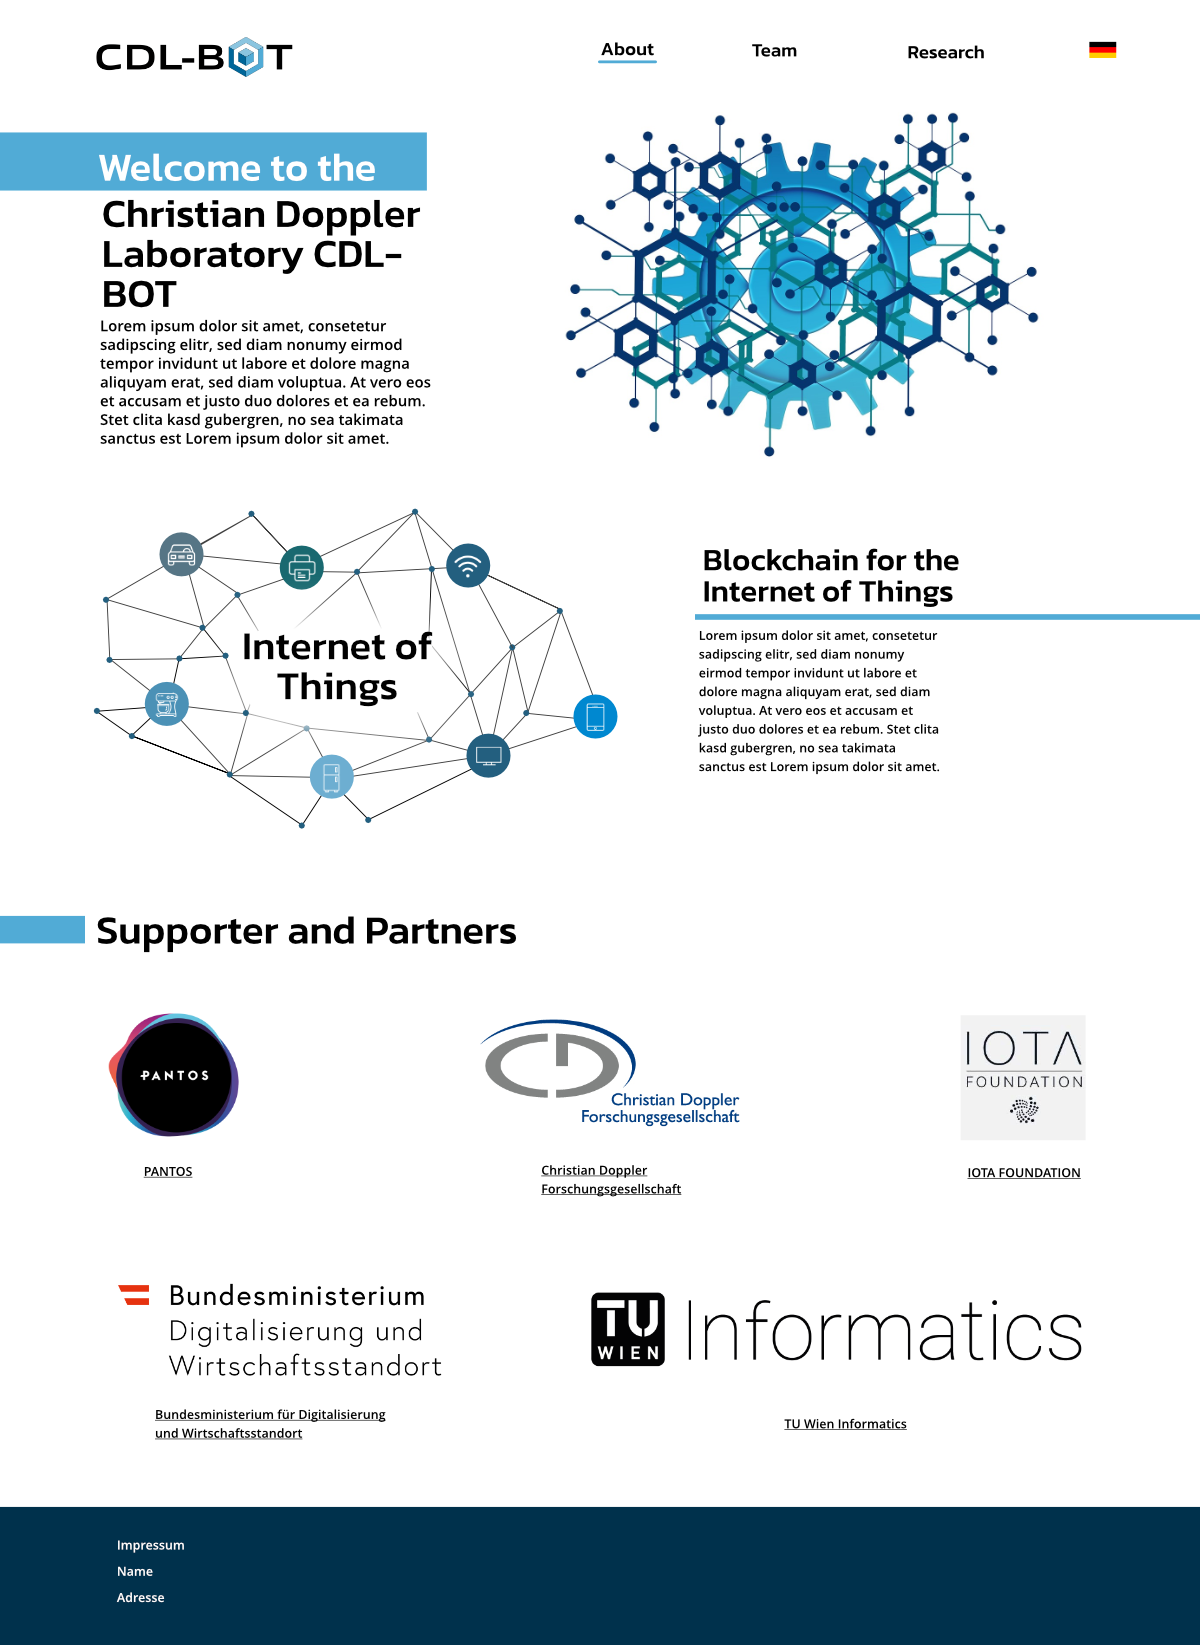 CDL-BOT
About
Team
Research
Welcome to the
Christian Doppler
Laboratory CDL-
BOT
Lorem ipsum dolor sit amet, consetetur
sadipscing elitr, sed diam nonumy eirmod
tempor invidunt ut labore et dolore magna
aliquyam erat, sed diam voluptua. At vero eos
et accusam et justo duo dolores et ea rebum.
Stet clita kasd gubergren, no sea takimata
sanctus est Lorem ipsum dolor sit amet.
Internet of
Things
Blockchain for the
Internet of Things
Lorem ipsum dolor sit amet, consetetur
sadipscing elitr, sed diam nonumy
eirmod tempor invidunt ut labore et
dolore magna aliquyam erat, sed diam
voluptua. At vero eos et accusam et
justo duo dolores et ea rebum. Stet clita
kasd gubergren, no sea takimata
sanctus est Lorem ipsum dolor sit amet.
Supporter and Partners
PANTOS
PANTOS
Christian Doppler
Forschungsgesellschaft
Christian Doppler
Forschungsgesellschaft
IOTA
FOUNDATION
IOTA FOUNDATION
Bundesministerium
Digitalisierung und
Wirtschaftsstandort
Bundesministerium für Digitalisierung
und Wirtschaftsstandort
TU
WIEN
Informatics
TU Wien Informatics
Impressum
Name
Adresse